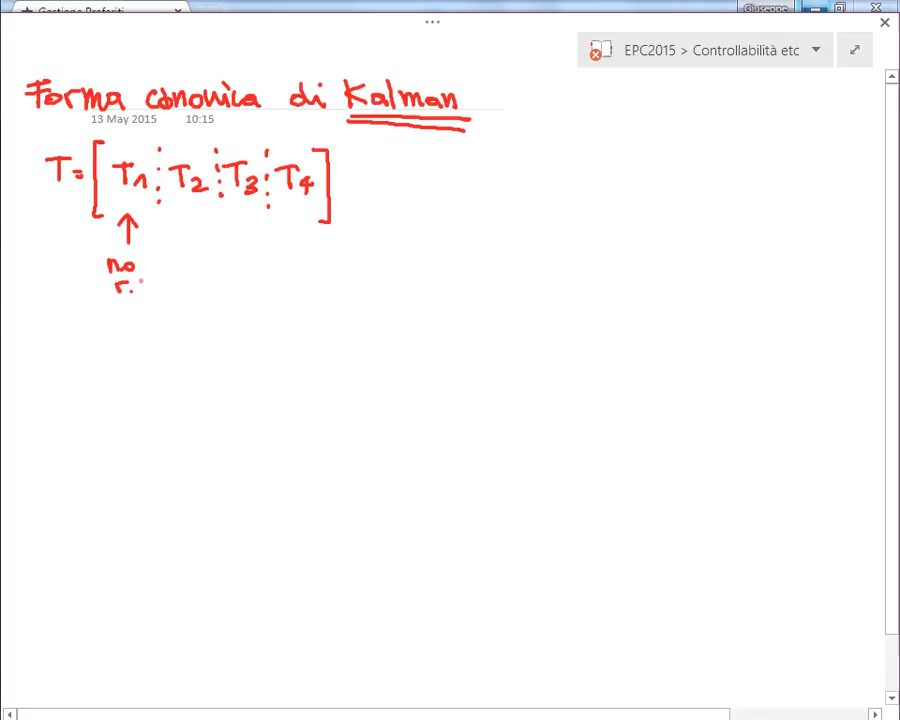 Gestione Preferiti
Giuseppe
EPC2015 > Controllabilità etc
Forma canonica di Kalman
13 May 2015 10:15
T = [ T1 ⋮ T2 ⋮ T3 ⋮ T4 ]
↑
no
r.